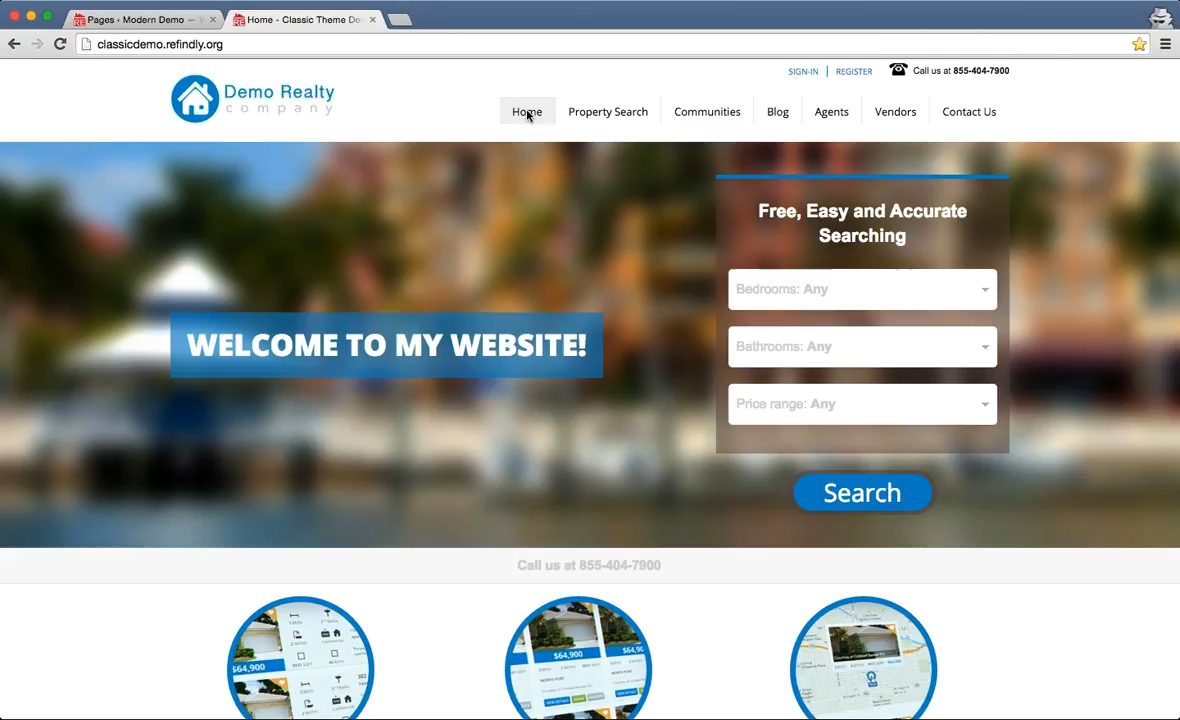 Pages ‹ Modern Demo —
Home - Classic Theme De
classicdemo.refindly.org
SIGN-IN | REGISTER
Call us at 855-404-7900
Demo Realty
company
Home
Property Search
Communities
Blog
Agents
Vendors
Contact Us
Free, Easy and Accurate
Searching
Bedrooms: Any
WELCOME TO MY WEBSITE!
Bathrooms: Any
Price range: Any
Search
Call us at 855-404-7900
$64,900
$64,900
NORTH PORT